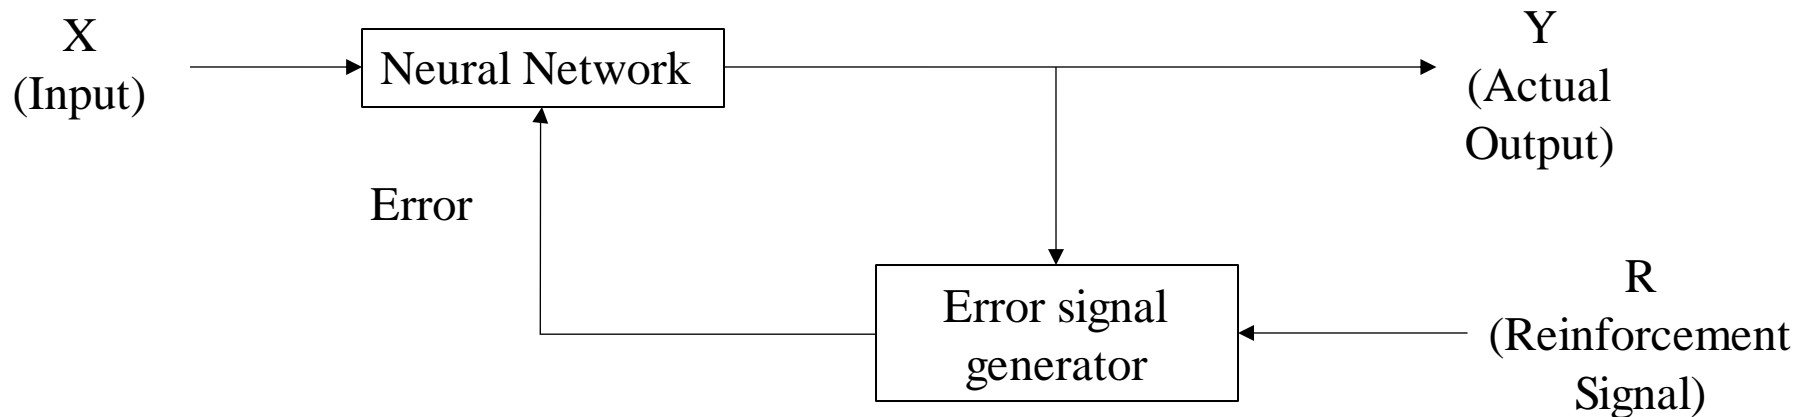 X
(Input)
Neural Network
Y
(Actual
Output)
Error
Error signal
generator
R
(Reinforcement
Signal)